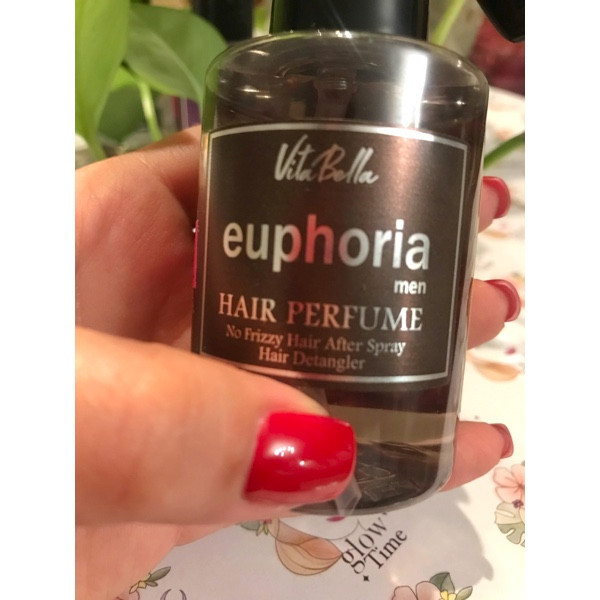 VitaBella
euphoria
men
HAIR PERFUME
No Frizzy Hair After Spray
Hair Detangler
glow
Time